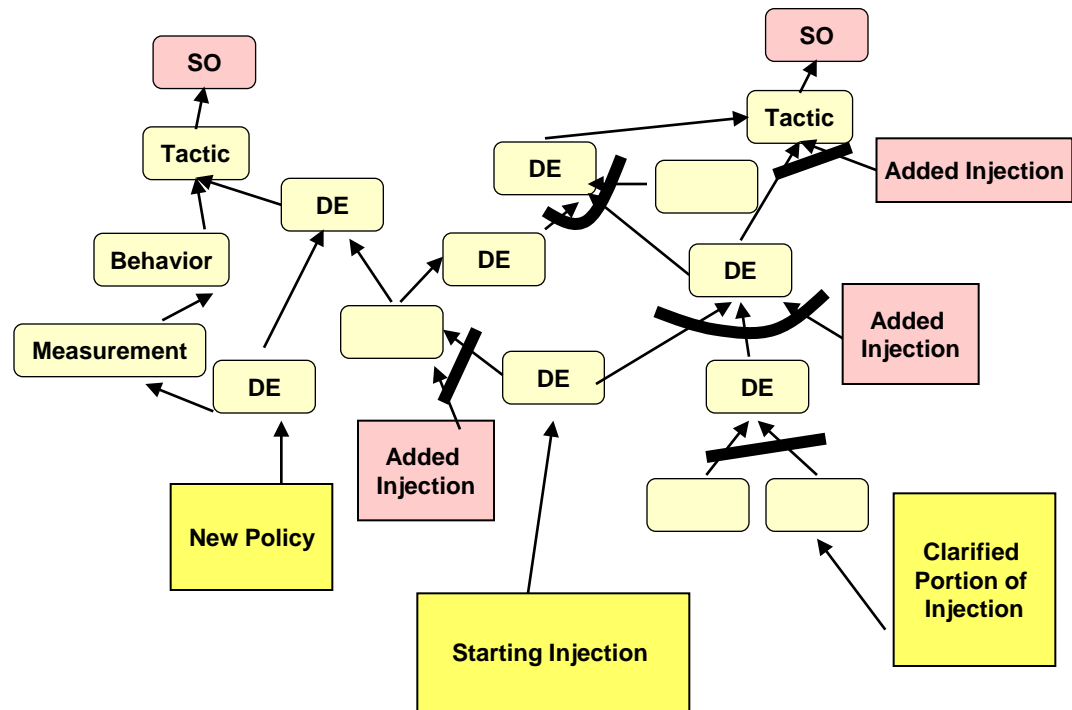 SO
SO
Tactic
Tactic
DE
Added Injection
DE
Behavior
DE
DE
Measurement
Added
Injection
DE
DE
DE
Added
Injection
New Policy
Clarified
Portion of
Injection
Starting Injection